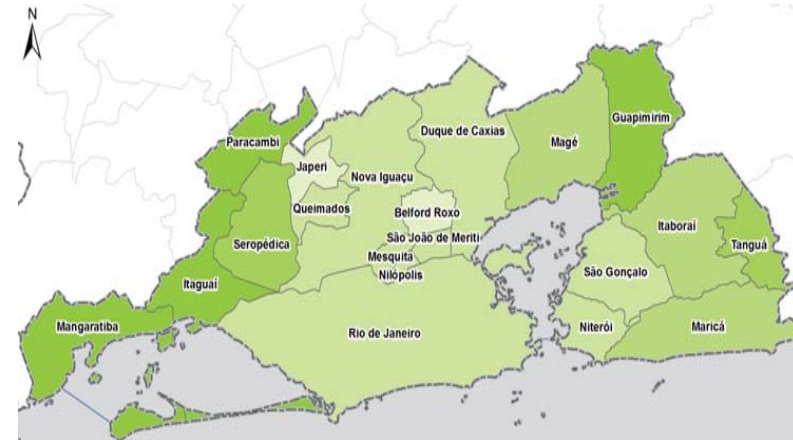 N
Guapimirim
Duque de Caxias
Magé
Paracambi
Japeri
Nova Iguaçu
Queimados
Belford Roxo
Itaboraí
São João de Meriti
Seropédica
Tanguá
Mesquita
São Gonçalo
Nilópolis
Itaguaí
Mangaratiba
Rio de Janeiro
Niterói
Maricá